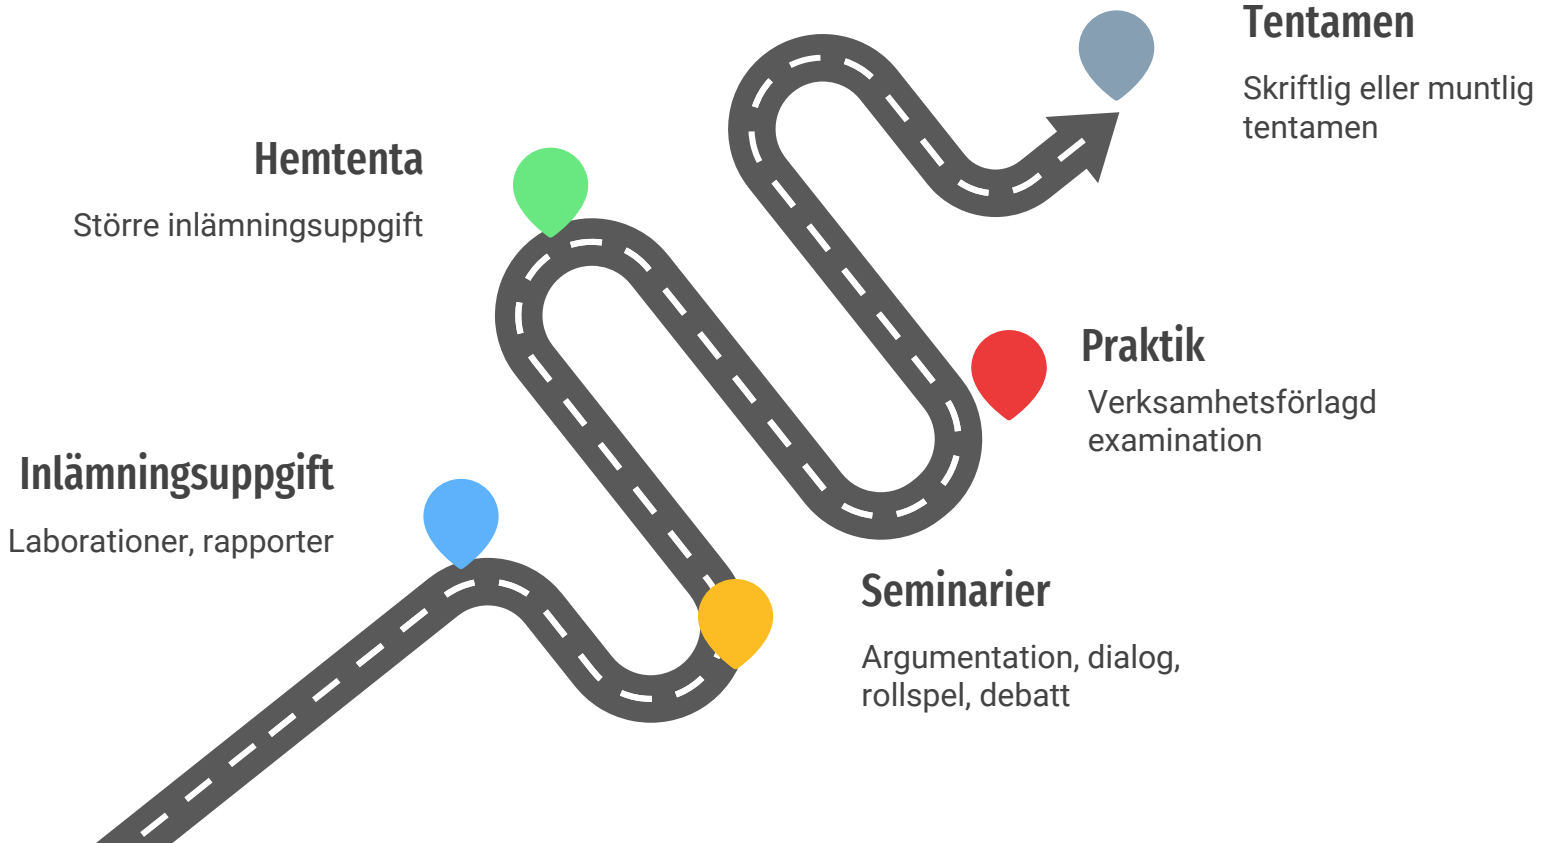 Tentamen
Skriftlig eller muntlig
tentamen
Hemtenta
Större inlämningsuppgift
Praktik
Verksamhetsförlagd
examination
Inlämningsuppgift
Laborationer, rapporter
Seminarier
Argumentation, dialog,
rollspel, debatt